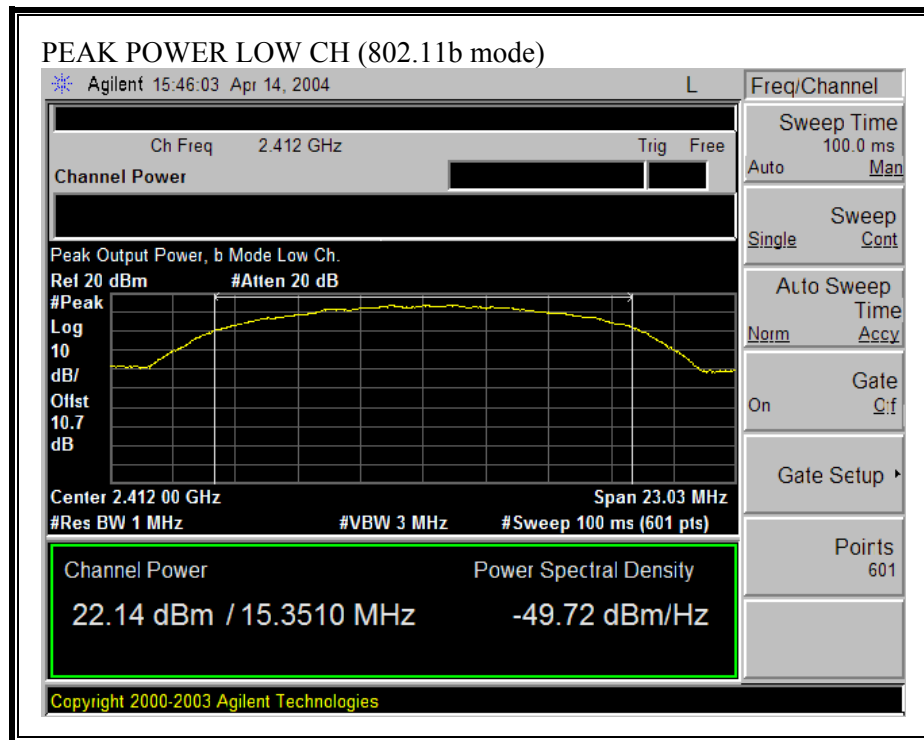 PEAK POWER LOW CH (802.11b mode)
Agilent 15:46:03 Apr 14, 2004 L
Freq/Channel
Ch Freq 2.412 GHz Trig Free
Channel Power
Peak Output Power, b Mode Low Ch.
Ref 20 dBm #Atten 20 dB
#Peak
Log
10
dB/
Offst
10.7
dB
Center 2.412 00 GHz Span 23.03 MHz
#Res BW 1 MHz #VBW 3 MHz #Sweep 100 ms (601 pts)
Channel Power Power Spectral Density
22.14 dBm / 15.3510 MHz -49.72 dBm/Hz
Copyright 2000-2003 Agilent Technologies
Sweep Time
100.0 ms
Auto Man
Sweep
Single Cont
Auto Sweep
Time
Norm Accy
Gate
On Off
Gate Setup
Points
601